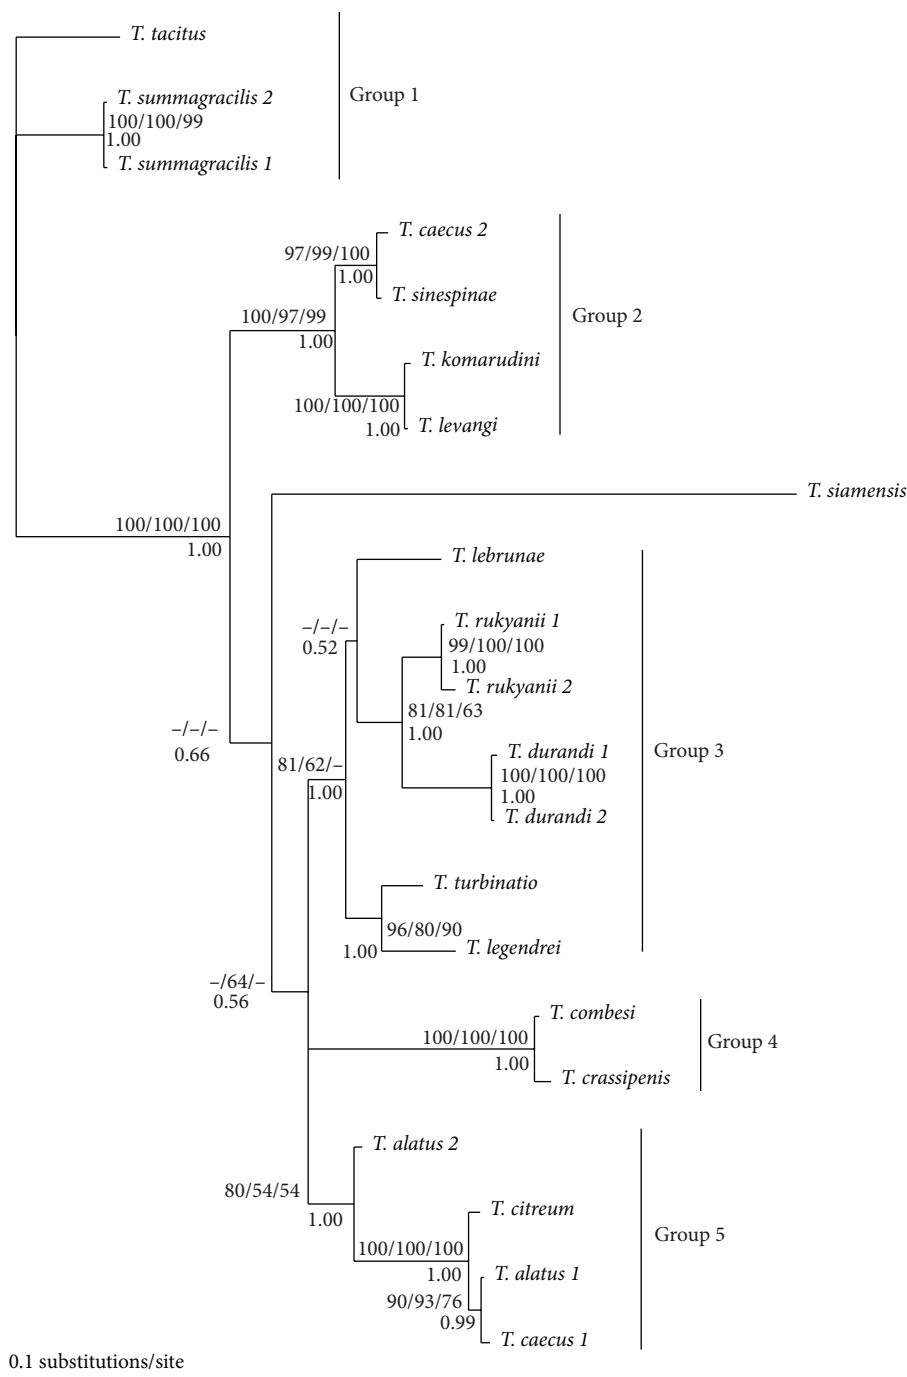 T. tacitus
T. summagracilis 2
Group 1
100/100/99
1.00
T. summagracilis 1
T. caecus 2
97/99/100
1.00
T. sinespinae
100/97/99
Group 2
1.00
T. komarudini
100/100/100
T. levangi
1.00
T. siamensis
100/100/100
1.00
T. lebrunae
T. rukyanii 1
–/–/–
0.52
99/100/100
1.00
T. rukyanii 2
81/81/63
1.00
–/–/–
0.66
T. durandi 1
Group 3
81/62/–
1.00
100/100/100
1.00
T. durandi 2
T. turbinatio
96/80/90
1.00
T. legendrei
–/64/–
0.56
T. combesi
100/100/100
Group 4
1.00
T. crassipenis
T. alatus 2
80/54/54
1.00
T. citreum
Group 5
100/100/100
1.00
T. alatus 1
90/93/76
0.99
T. caecus 1
0.1 substitutions/site